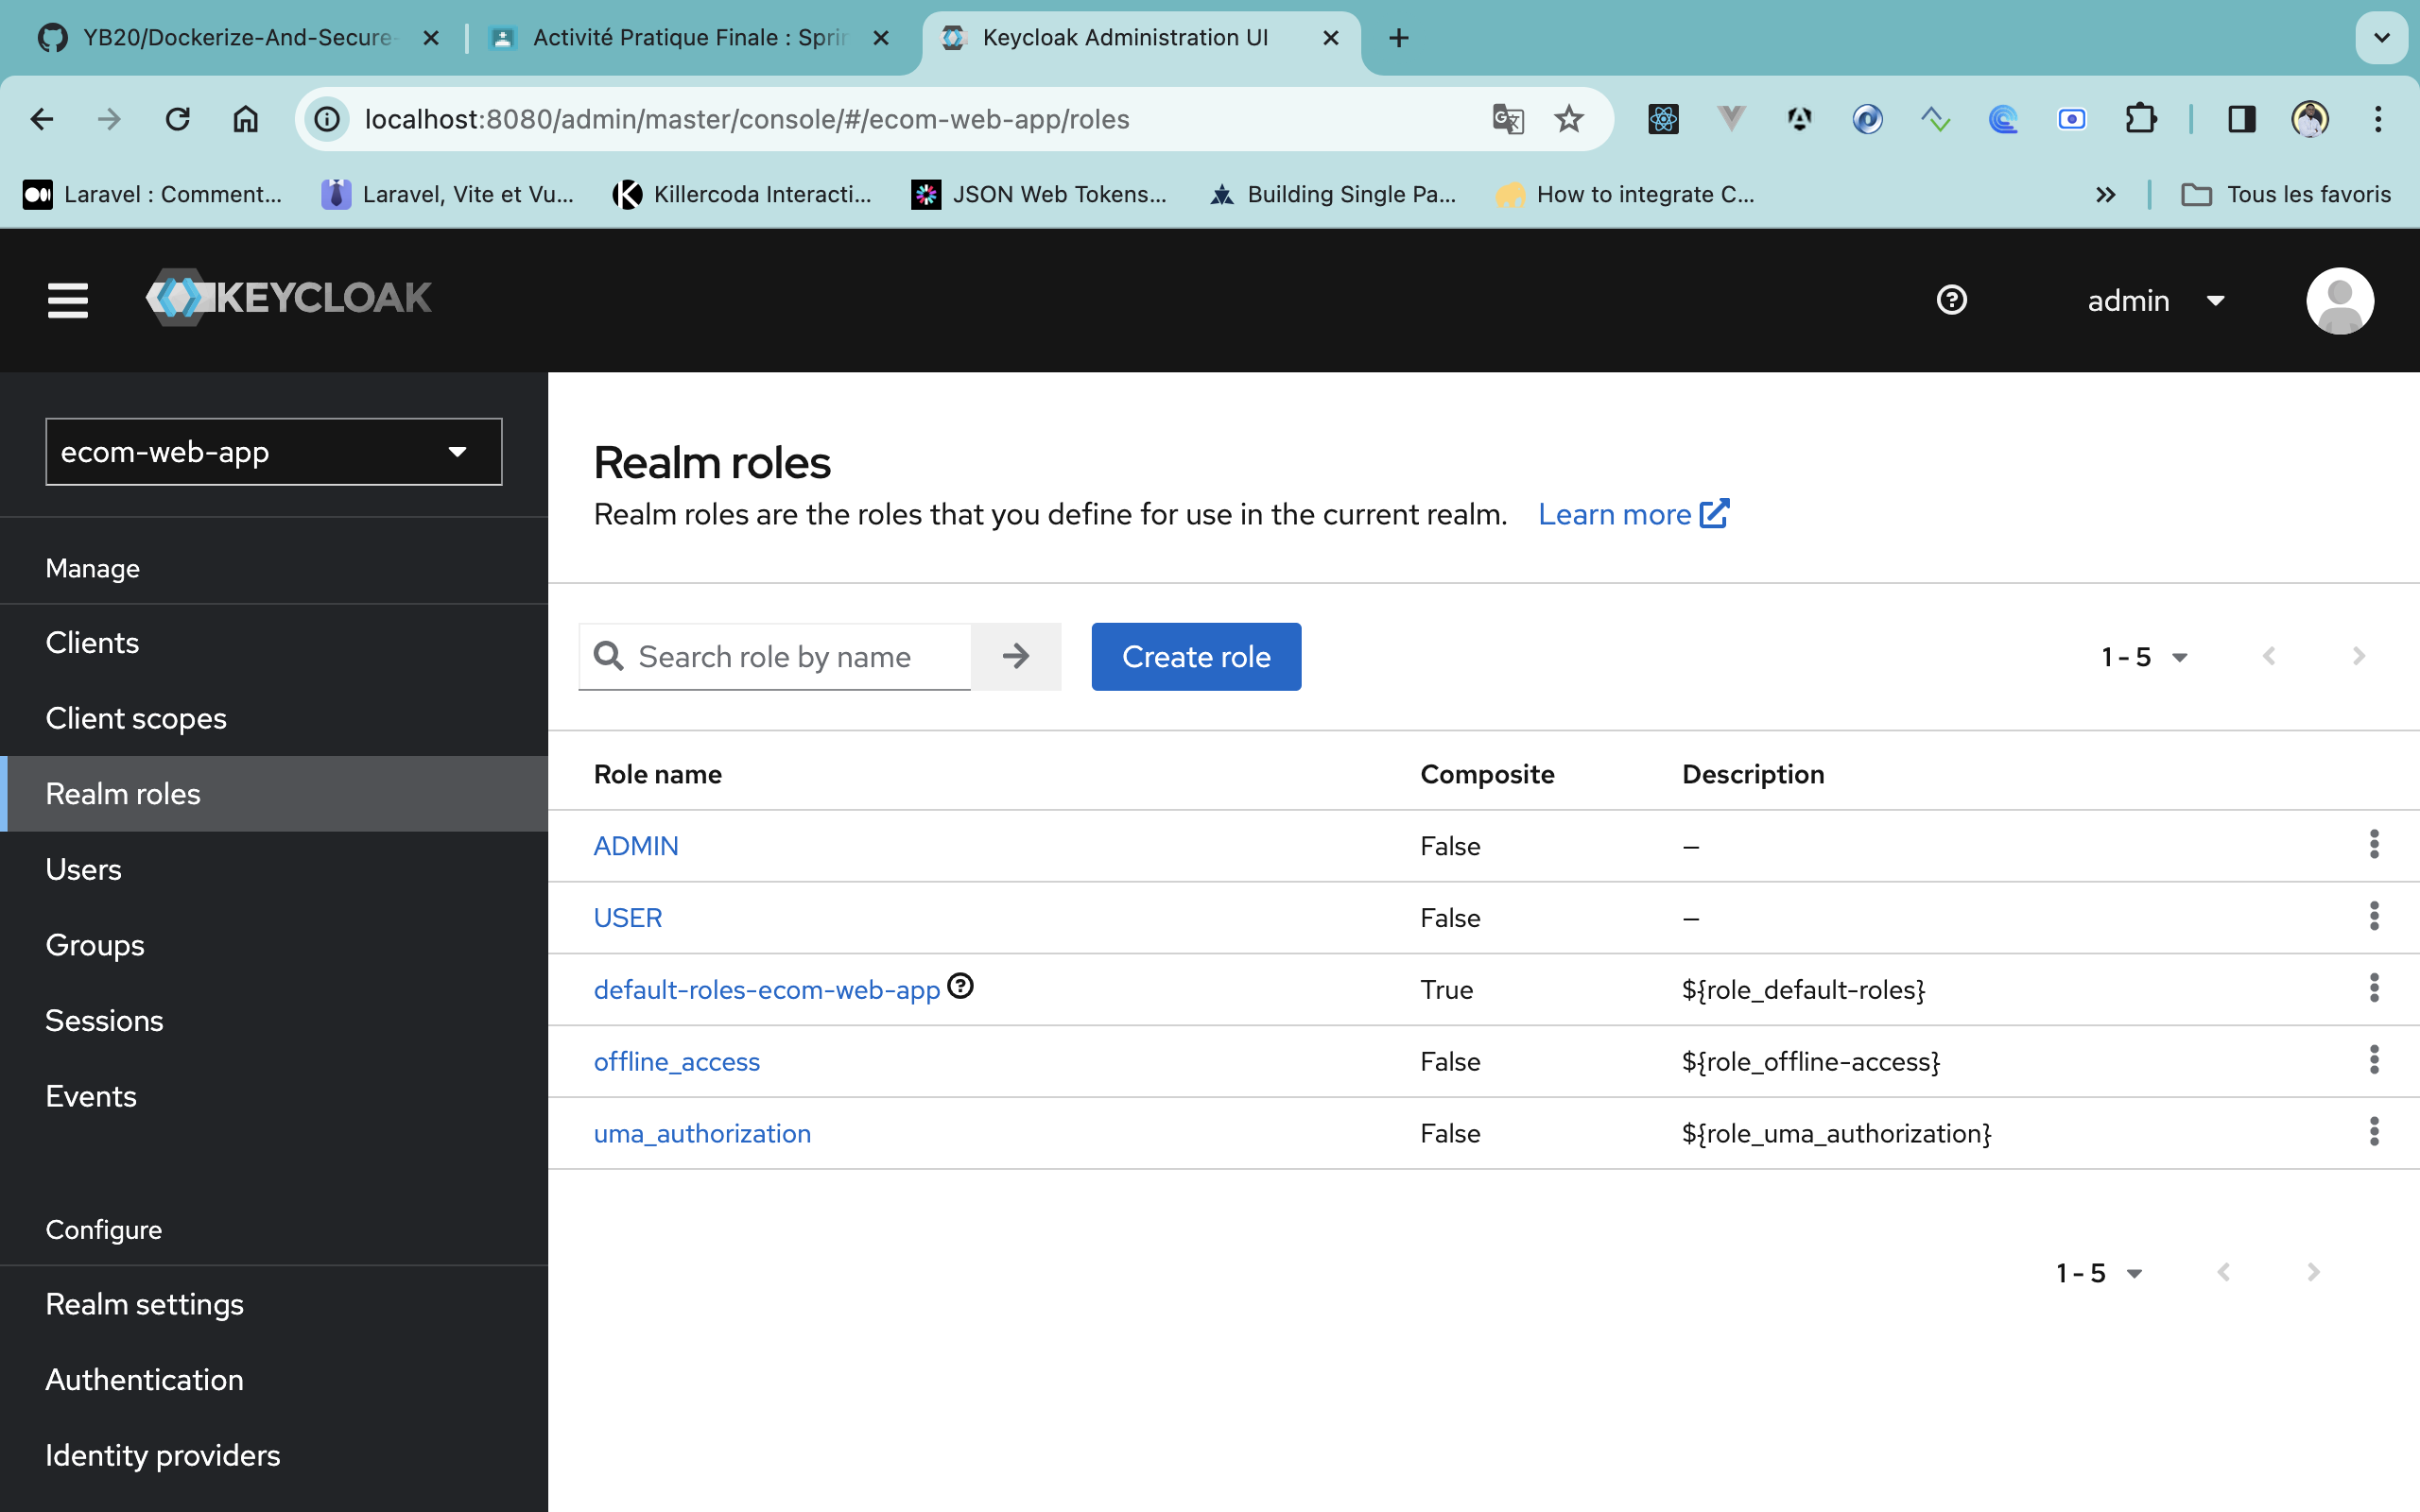 YB20/Dockerize-And-Secure-
Activité Pratique Finale : Sprin
Keycloak Administration UI
localhost:8080/admin/master/console/#/ecom-web-app/roles
Laravel : Comment...
Laravel, Vite et Vu...
Killercoda Interacti...
JSON Web Tokens...
Building Single Pa...
How to integrate C...
Tous les favoris
KEYCLOAK
admin
ecom-web-app
Manage
Clients
Client scopes
Realm roles
Users
Groups
Sessions
Events
Configure
Realm settings
Authentication
Identity providers
Realm roles
Realm roles are the roles that you define for use in the current realm. Learn more
Search role by name
Create role
1 - 5
Role name Composite Description
ADMIN False –
USER False –
default-roles-ecom-web-app True ${role_default-roles}
offline_access False ${role_offline-access}
uma_authorization False ${role_uma_authorization}
1 - 5